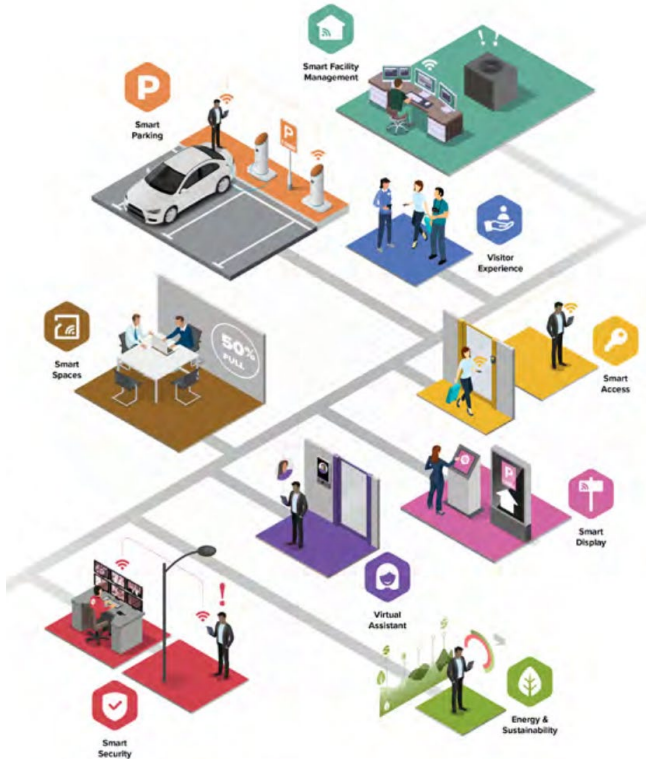 Smart Facility
Management
P
Smart
Parking
P
Visitor
Experience
50%
FULL
Smart
Spaces
Smart
Access
P
Smart
Display
Virtual
Assistant
Energy &
Sustainability
Smart
Security